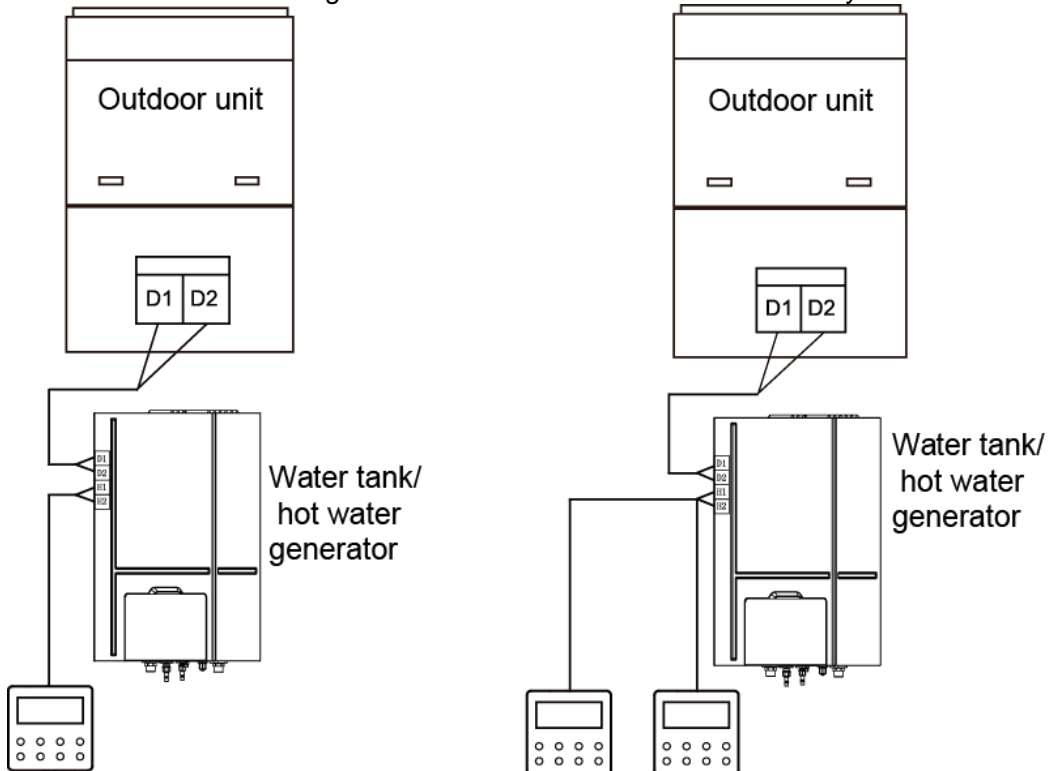 Outdoor unit
D1 D2
D1
D2
H1
H2
Water tank/
hot water
generator
Outdoor unit
D1 D2
D1
D2
H1
H2
Water tank/
hot water
generator